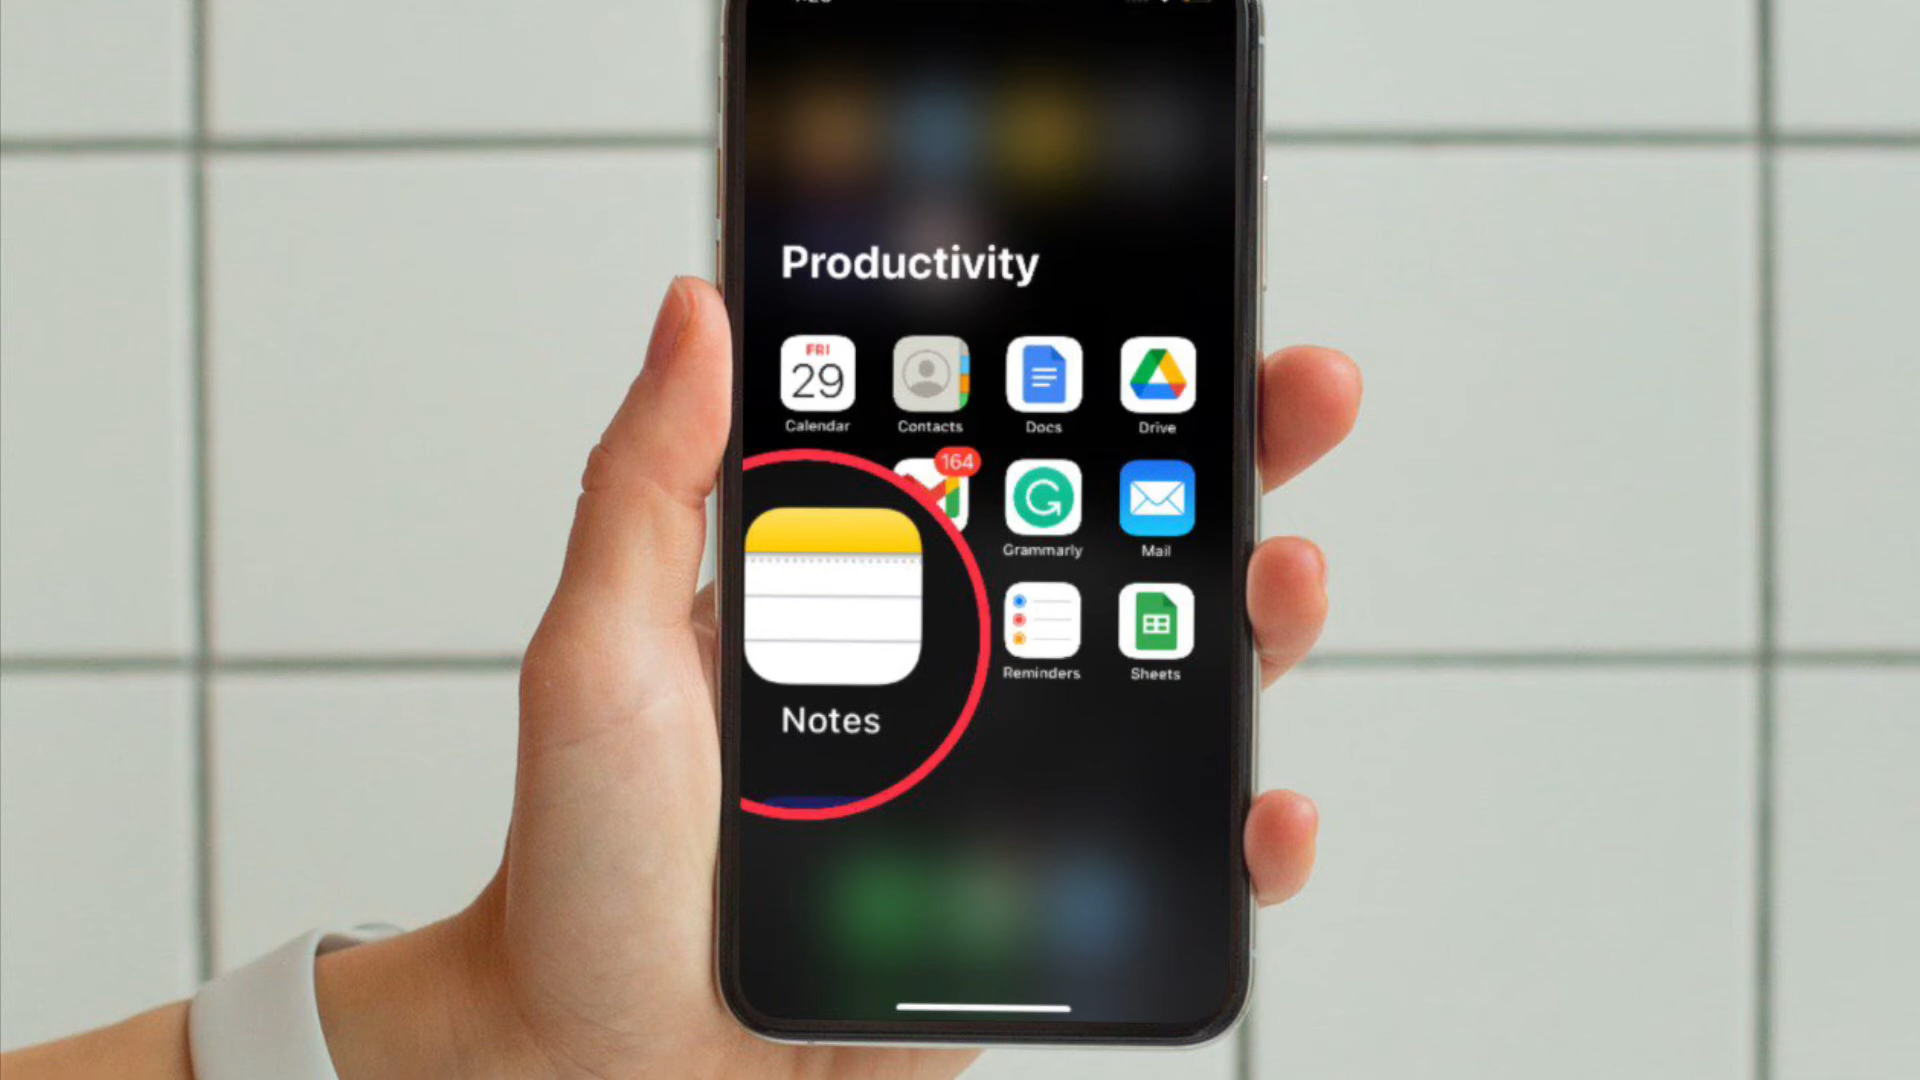 Productivity
FRI
29
Calendar
Contacts
Docs
Drive
164
Grammarly
Mail
Notes
Reminders
Sheets